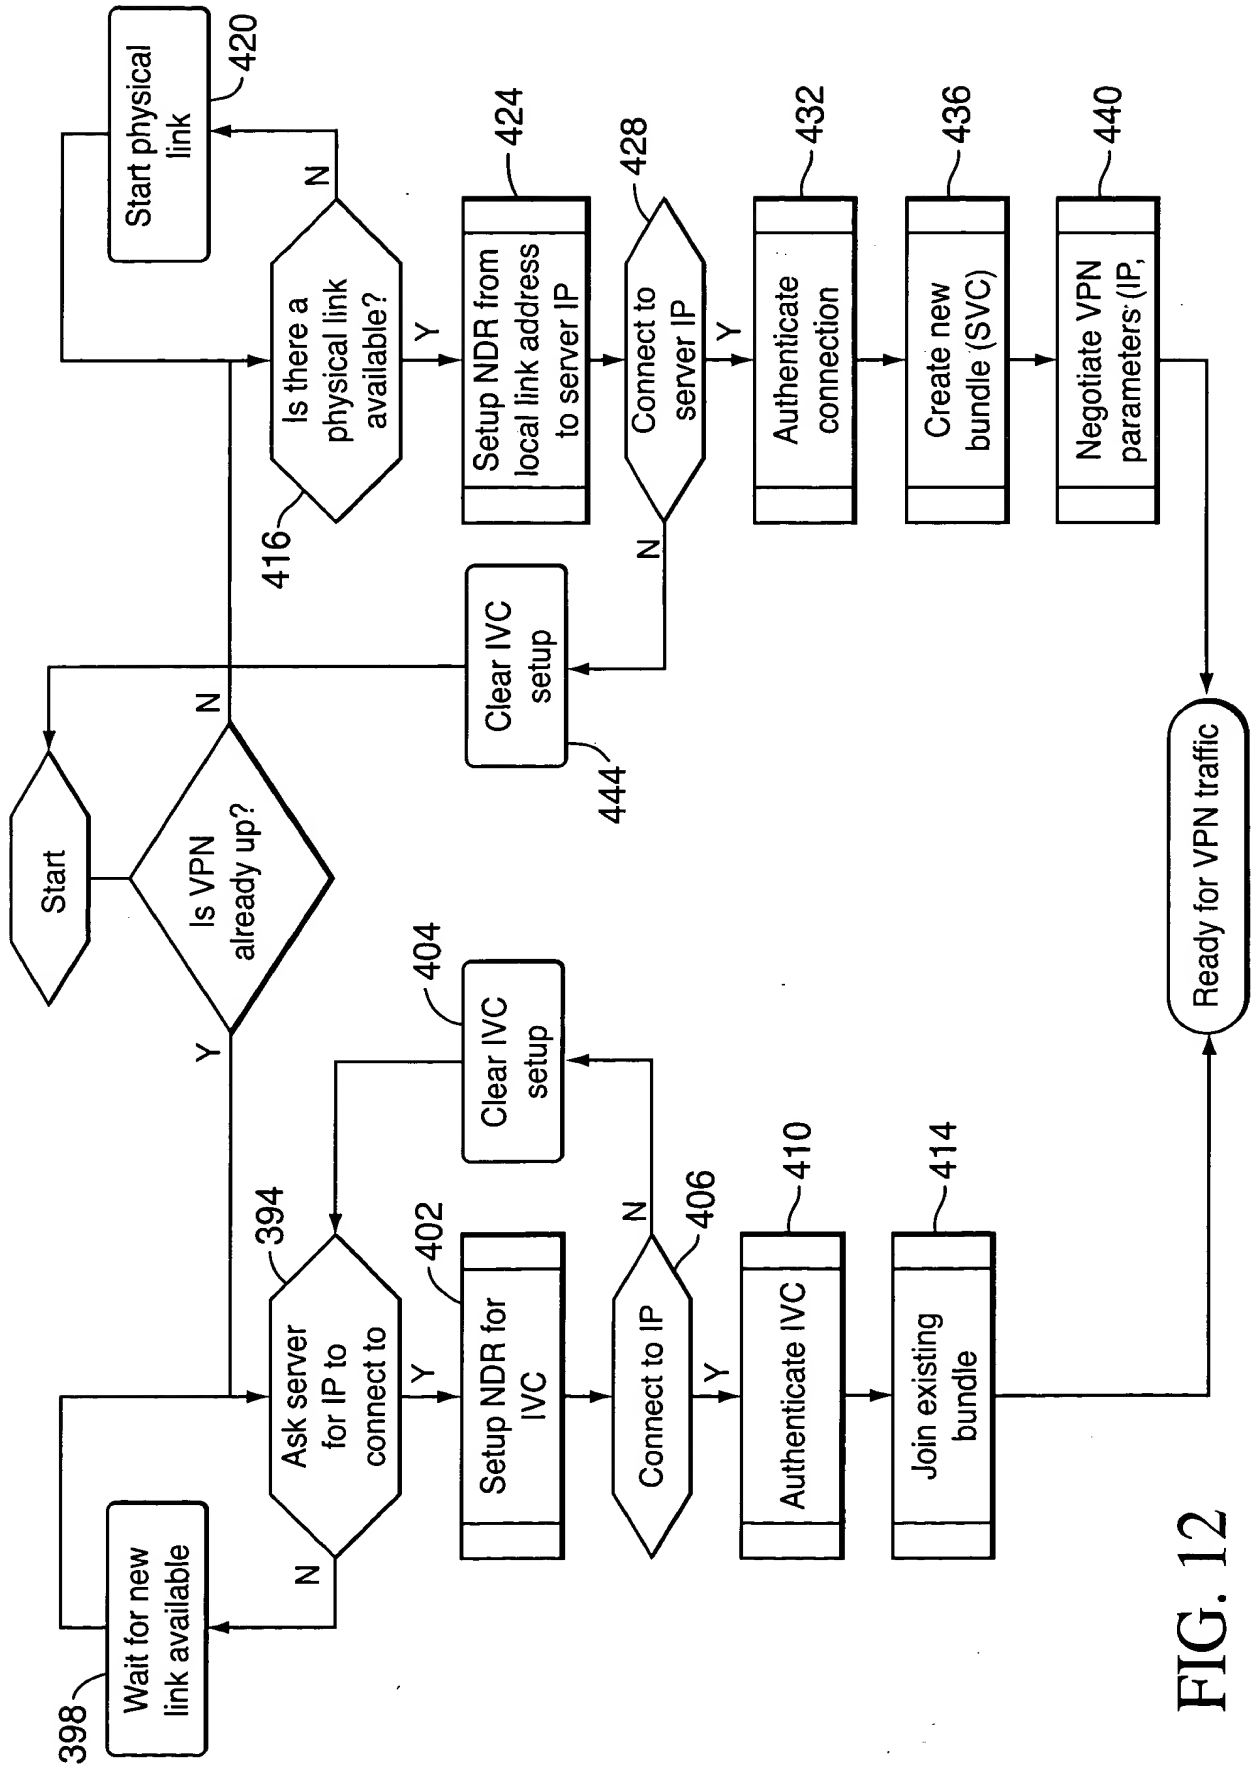 Start
Is VPN
already up?
Y
N
398
Wait for new
link available
394
Ask server
for IP to
connect to
N
Y
402
Setup NDR for
IVC
404
Clear IVC
setup
Connect to IP
406
N
Y
Authenticate IVC
410
Join existing
bundle
414
Start physical
link
420
416
Is there a
physical link
available?
N
Y
Setup NDR from
local link address
to server IP
424
Connect to
server IP
428
N
Y
Clear IVC
setup
444
Authenticate
connection
432
Create new
bundle (SVC)
436
Negotiate VPN
parameters (IP,
440
Ready for VPN traffic
FIG. 12